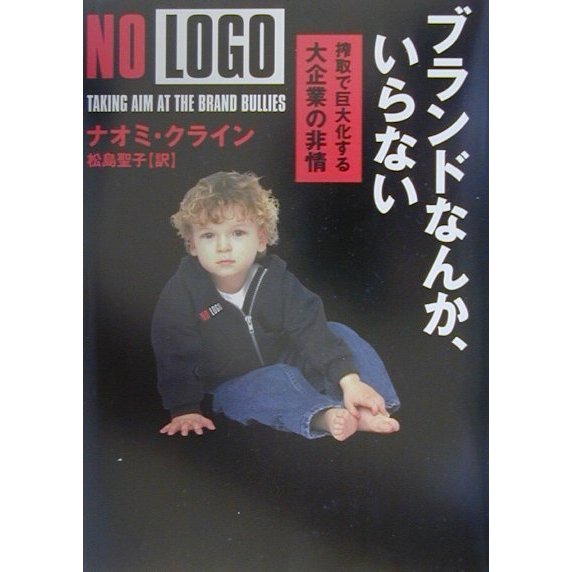 NO LOGO
TAKING AIM AT THE BRAND BULLIES
ナオミ・クライン
松島聖子[訳]
ブランドなんか、
いらない
搾取で巨大化する
大企業の非情
NO LOGO